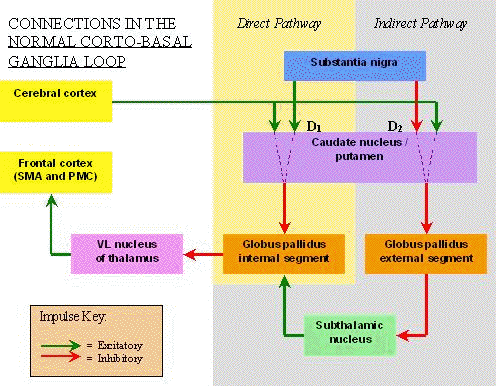 CONNECTIONS IN THE
NORMAL CORTO-BASAL
GANGLIA LOOP
Direct Pathway
Indirect Pathway
Substantia nigra
Cerebral cortex
D1
D2
Caudate nucleus /
putamen
Frontal cortex
(SMA and PMC)
VL nucleus
of thalamus
Globus pallidus
internal segment
Globus pallidus
external segment
Subthalamic
nucleus
Impulse Key:
= Excitatory
= Inhibitory